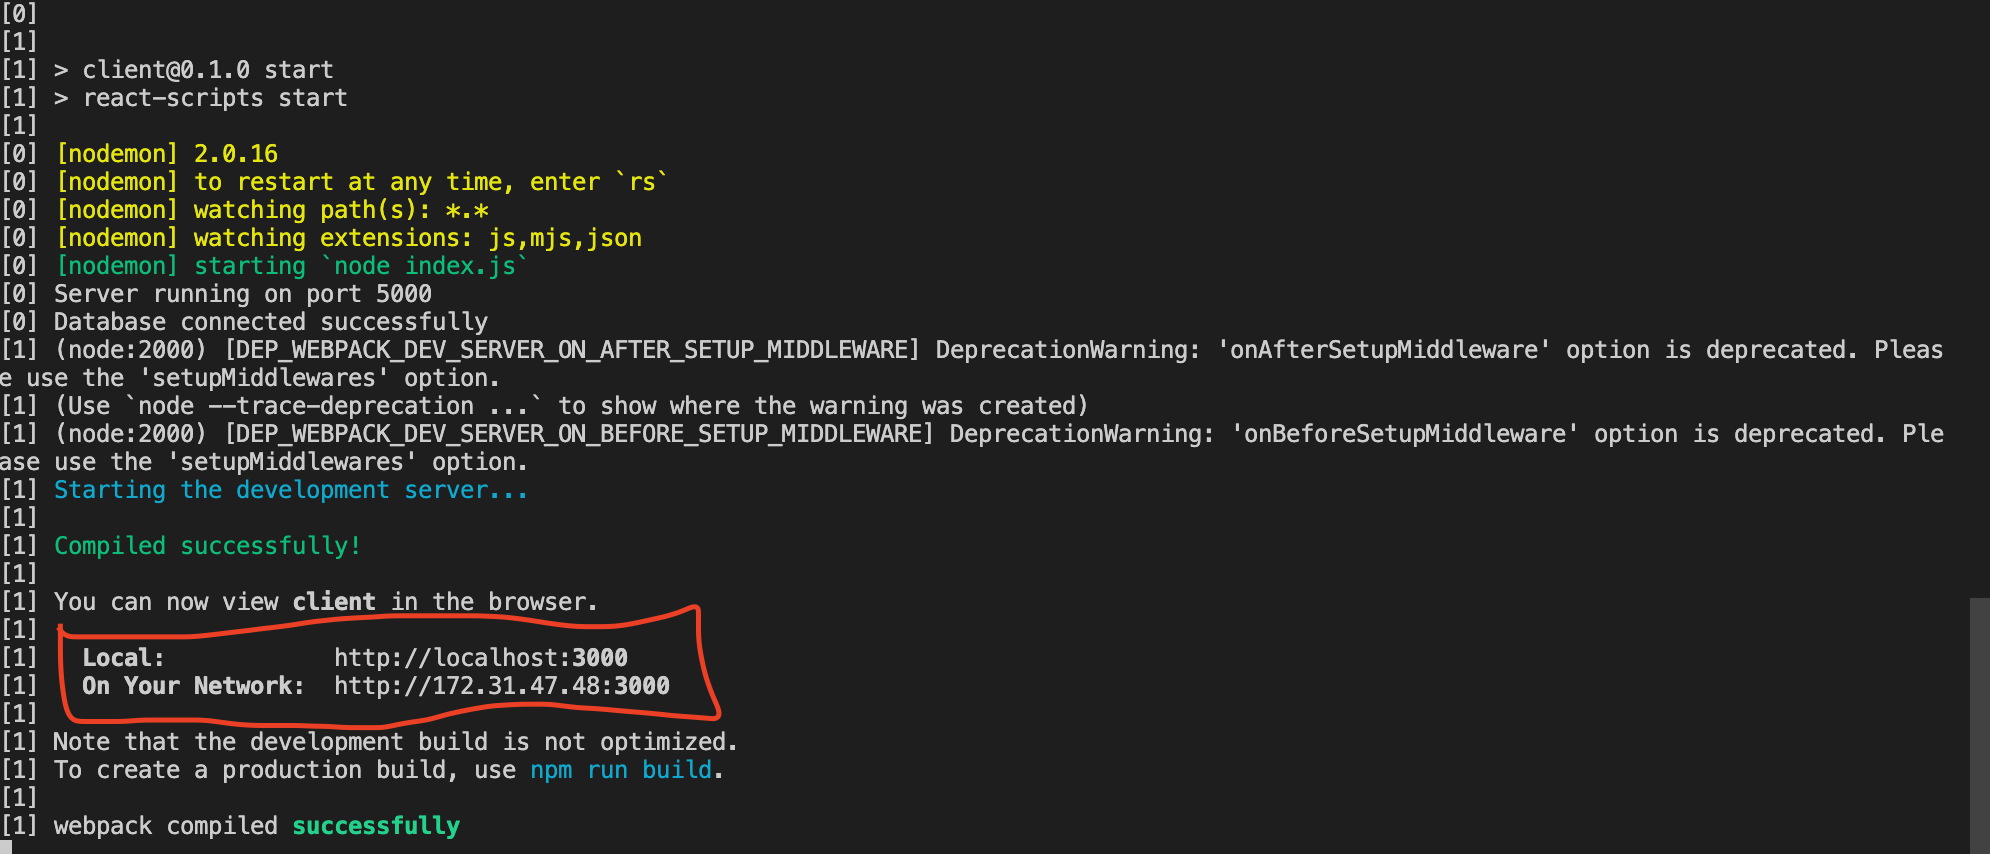 [0]
[1]
[1] > client@0.1.0 start
[1] > react-scripts start
[1]
[0] [nodemon] 2.0.16
[0] [nodemon] to restart at any time, enter `rs`
[0] [nodemon] watching path(s): *.*
[0] [nodemon] watching extensions: js,mjs,json
[0] [nodemon] starting `node index.js`
[0] Server running on port 5000
[0] Database connected successfully
[1] (node:2000) [DEP_WEBPACK_DEV_SERVER_ON_AFTER_SETUP_MIDDLEWARE] DeprecationWarning: 'onAfterSetupMiddleware' option is deprecated. Pleas
e use the 'setupMiddlewares' option.
[1] (Use `node --trace-deprecation ...` to show where the warning was created)
[1] (node:2000) [DEP_WEBPACK_DEV_SERVER_ON_BEFORE_SETUP_MIDDLEWARE] DeprecationWarning: 'onBeforeSetupMiddleware' option is deprecated. Ple
ase use the 'setupMiddlewares' option.
[1] Starting the development server...
[1]
[1] Compiled successfully!
[1]
[1] You can now view client in the browser.
[1]
[1]   Local:            http://localhost:3000
[1]   On Your Network:  http://172.31.47.48:3000
[1]
[1] Note that the development build is not optimized.
[1] To create a production build, use npm run build.
[1]
[1] webpack compiled successfully